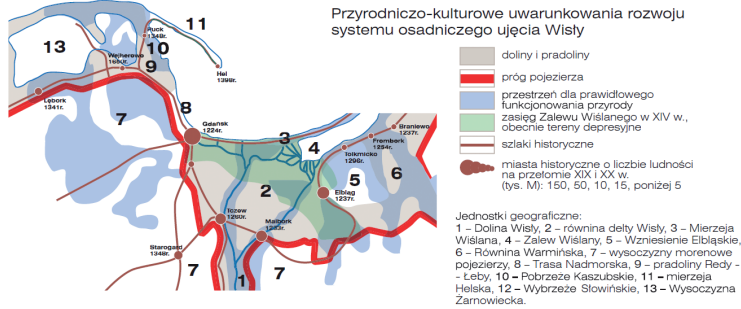 Przyrodniczo-kulturowe uwarunkowania rozwoju
systemu osadniczego ujęcia Wisły
doliny i pradoliny
próg pojezierza
przestrzeń dla prawidłowego
funkcjonowania przyrody
zasięg Zalewu Wiślanego w XIV w.,
obecnie tereny depresyjne
szlaki historyczne
miasta historyczne o liczbie ludności
na przełomie XIX i XX w.
(tys. M): 150, 50, 10, 15, poniżej 5
Jednostki geograficzne:
1 – Dolina Wisły, 2 – równina delty Wisły, 3 – Mierzeja
Wiślana, 4 – Zalew Wiślany, 5 – Wzniesienie Elbląskie,
6 – Równina Warmińska, 7 – wysoczyzny morenowe
pojezierzy, 8 – Trasa Nadmorska, 9 – pradoliny Redy -
- Łeby, 10 – Pobrzeże Kaszubskie, 11 – mierzeja
Helska, 12 – Wybrzeże Słowińskie, 13 – Wysoczyzna
Żarnowiecka.
13
Puck
1348r.
11
10
Wejherowo
9
Hel
1398r.
Lębork
1341r.
7
8
Gdańsk
1224r.
3
4
Braniewo
1237r.
Frombork
1284r.
Tolkmicko
1296r.
2
5
6
Elbląg
1237r.
Tczew
1260r.
Malbork
Starogard
1348r.
7
1
7